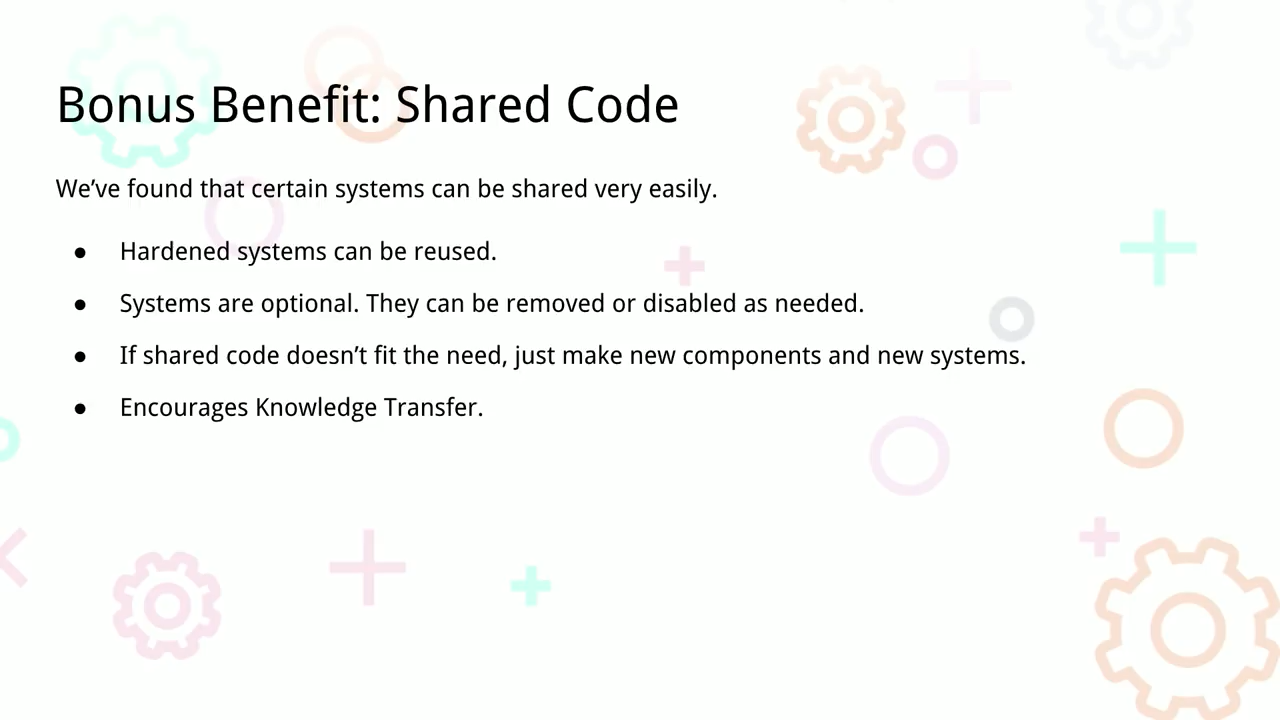 Bonus Benefit: Shared Code
We’ve found that certain systems can be shared very easily.
● Hardened systems can be reused.
● Systems are optional. They can be removed or disabled as needed.
● If shared code doesn’t fit the need, just make new components and new systems.
● Encourages Knowledge Transfer.